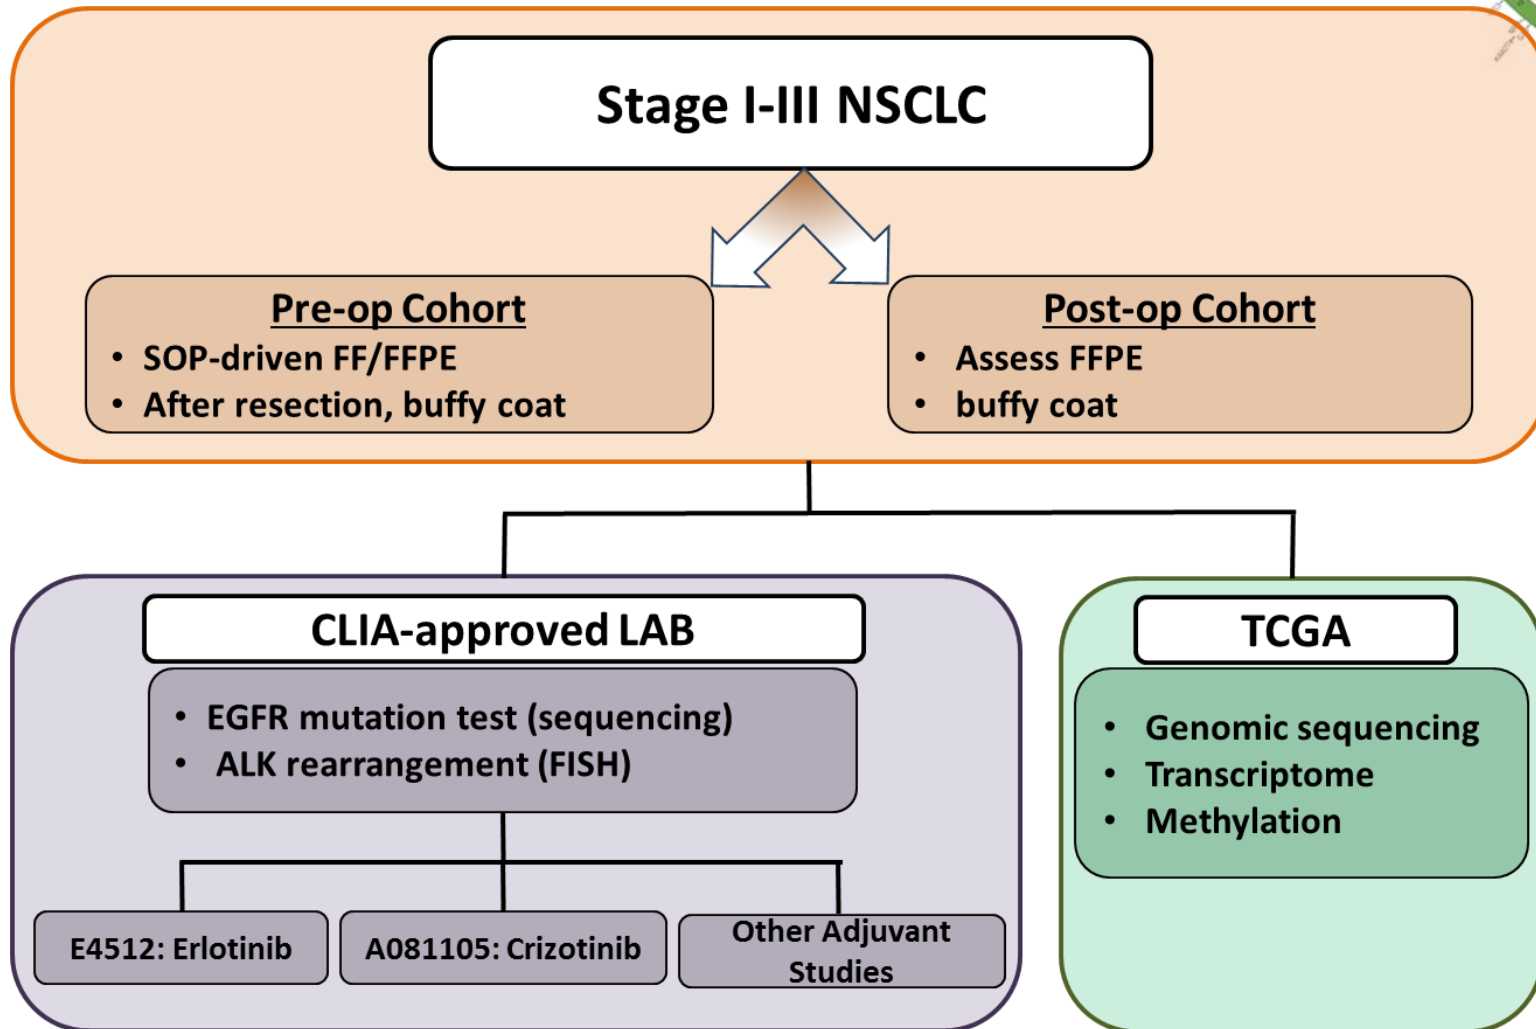 Stage I-III NSCLC
Pre-op Cohort
• SOP-driven FF/FFPE
• After resection, buffy coat
Post-op Cohort
• Assess FFPE
• buffy coat
CLIA-approved LAB
• EGFR mutation test (sequencing)
• ALK rearrangement (FISH)
E4512: Erlotinib
A081105: Crizotinib
Other Adjuvant
Studies
TCGA
• Genomic sequencing
• Transcriptome
• Methylation